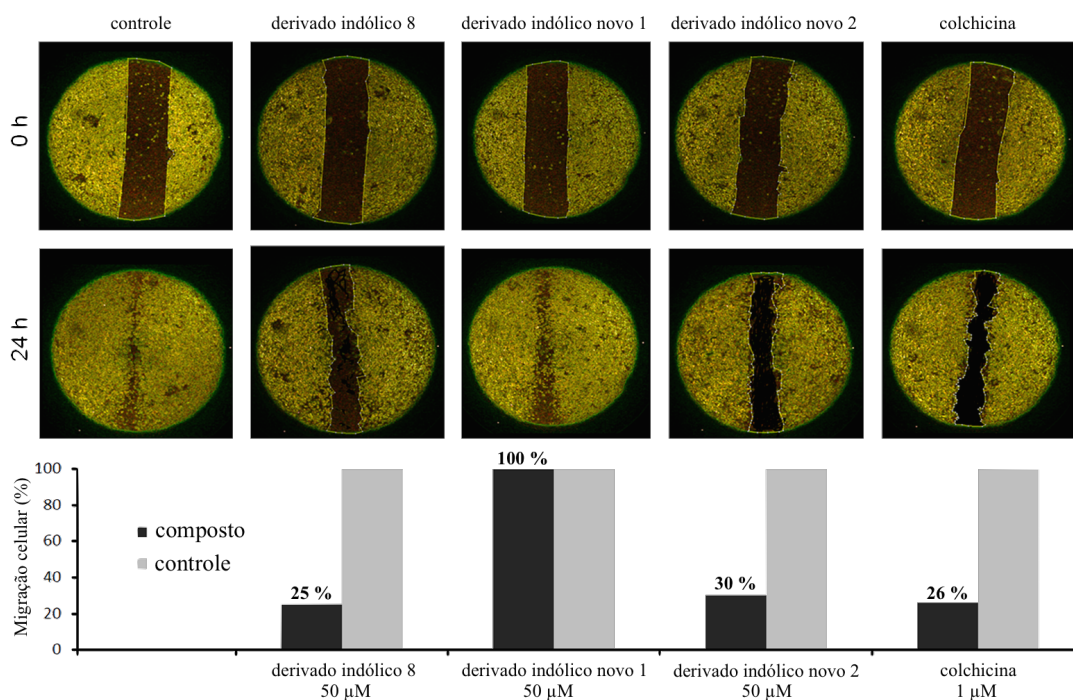 controle derivado indólico 8 derivado indólico novo 1 derivado indólico novo 2 colchicina
0 h
24 h
Migração celular (%)
100
80
60
40
20
0
composto
controle
25 %
100 %
30 %
26 %
derivado indólico 8
50 µM
derivado indólico novo 1
50 µM
derivado indólico novo 2
50 µM
colchicina
1 µM